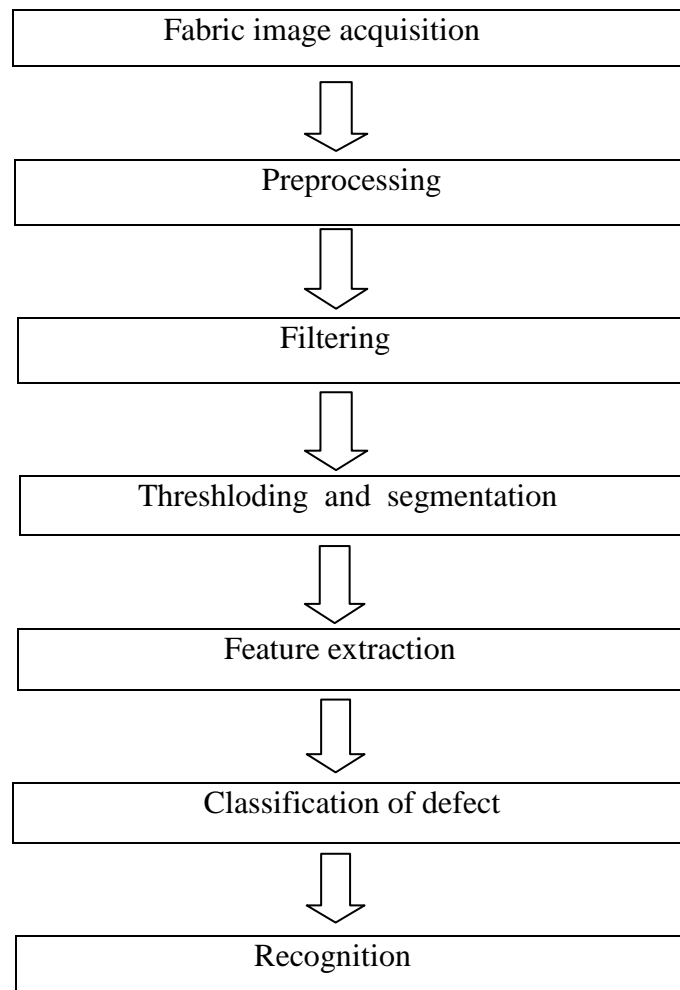 Fabric image acquisition
Preprocessing
Filtering
Threshloding and segmentation
Feature extraction
Classification of defect
Recognition